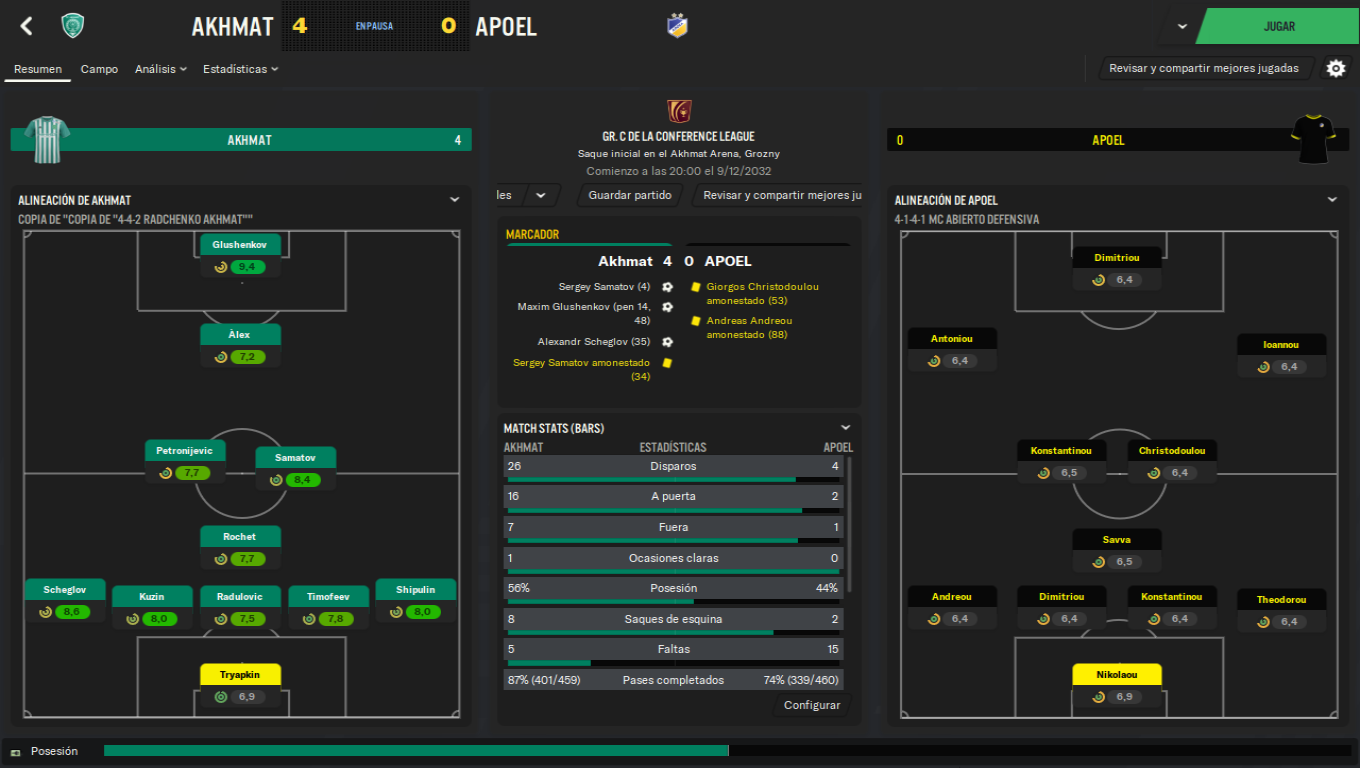 AKHMAT 4 EN PAUSA 0 APOEL
JUGAR
Resumen Campo Análisis Estadísticas
Revisar y compartir mejores jugadas
AKHMAT 4
GR. C DE LA CONFERENCE LEAGUE
Saque inicial en el Akhmat Arena, Grozny
Comienzo a las 20:00 el 9/12/2032
0 APOEL
les Guardar partido Revisar y compartir mejores ju
ALINEACIÓN DE AKHMAT
COPIA DE "COPIA DE "4-4-2 RADCHENKO AKHMAT""
Glushenkov
9,4
Àlex
7,2
Petronijevic
7,7
Samatov
8,4
Rochet
7,7
Scheglov
8,6
Kuzin
8,0
Radulovic
7,5
Timofeev
7,8
Shipulin
8,0
Tryapkin
6,9
MARCADOR
Akhmat 4 0 APOEL
Sergey Samatov (4)
Maxim Glushenkov (pen 14,
48)
Alexandr Scheglov (35)
Sergey Samatov amonestado
(34)
Giorgos Christodoulou
amonestado (53)
Andreas Andreou
amonestado (88)
MATCH STATS (BARS)
AKHMAT ESTADÍSTICAS APOEL
26 Disparos 4
16 A puerta 2
7 Fuera 1
1 Ocasiones claras 0
56% Posesión 44%
8 Saques de esquina 2
5 Faltas 15
87% (401/459) Pases completados 74% (339/460)
Configurar
ALINEACIÓN DE APOEL
4-1-4-1 MC ABIERTO DEFENSIVA
Dimitriou
6,4
Antoniou
6,4
Ioannou
6,4
Konstantinou
6,5
Christodoulou
6,4
Savva
6,5
Andreou
6,4
Dimitriou
6,4
Konstantinou
6,4
Theodorou
6,4
Nikolaou
6,9
Posesión